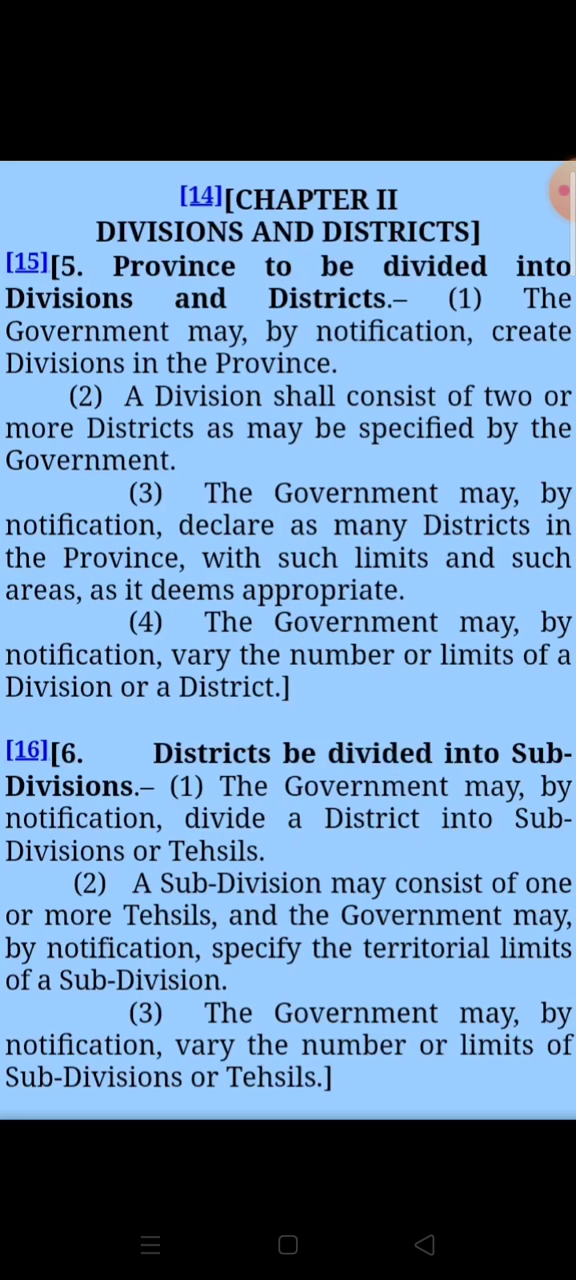 [14][CHAPTER II
DIVISIONS AND DISTRICTS]
[15][5. Province to be divided into
Divisions and Districts.– (1) The
Government may, by notification, create
Divisions in the Province.
(2) A Division shall consist of two or
more Districts as may be specified by the
Government.
(3) The Government may, by
notification, declare as many Districts in
the Province, with such limits and such
areas, as it deems appropriate.
(4) The Government may, by
notification, vary the number or limits of a
Division or a District.]
[16][6. Districts be divided into Sub-
Divisions.– (1) The Government may, by
notification, divide a District into Sub-
Divisions or Tehsils.
(2) A Sub-Division may consist of one
or more Tehsils, and the Government may,
by notification, specify the territorial limits
of a Sub-Division.
(3) The Government may, by
notification, vary the number or limits of
Sub-Divisions or Tehsils.]